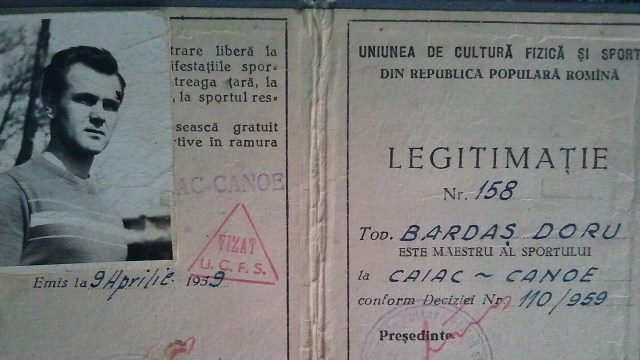 trare liberă la
ifestațiile spor-
treaga țară, la
, la sportul res-
osească gratuit
rtive în ramura
AC-CANOE
VIZAT
U.C.F.S.
Emis la 9 Aprilie 1959
UNIUNEA DE CULTURĂ FIZICĂ ȘI SPORT
DIN REPUBLICA POPULARĂ ROMÎNĂ
LEGITIMAȚIE
Nr. 158
Tov. BARDAȘ DORU
ESTE MAESTRU AL SPORTULUI
la CAIAC ~ CANOE
conform Deciziei Nr. 110/959
Președinte